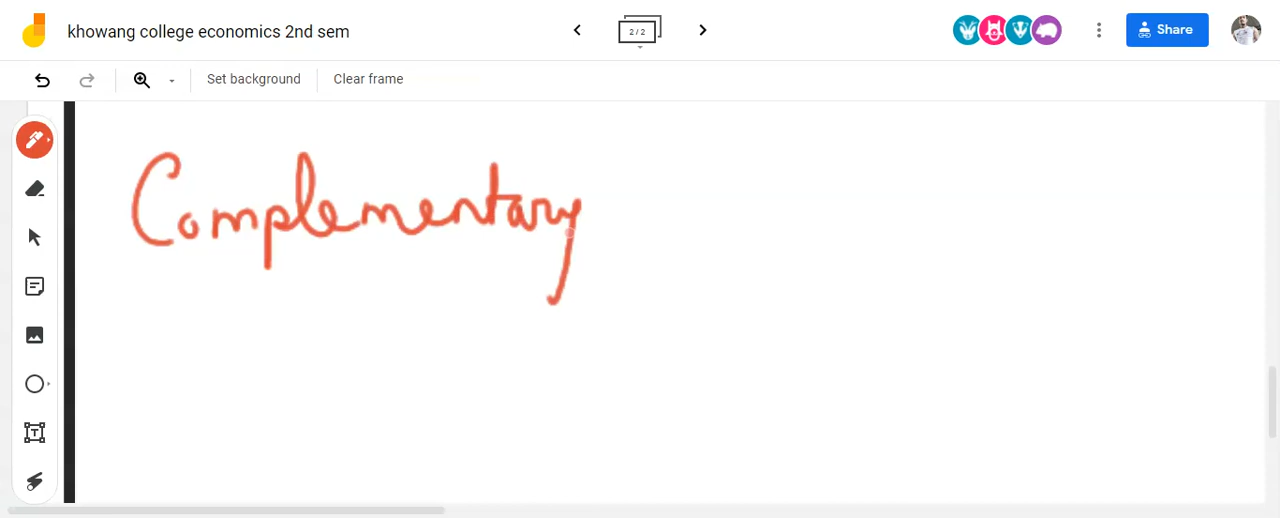 khowang college economics 2nd sem
2 / 2
Share
Set background
Clear frame
Complementary